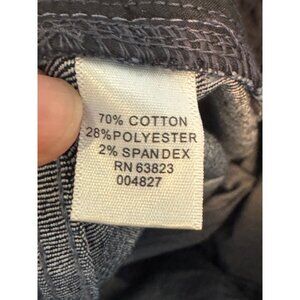 70% COTTON
28%POLYESTER
2% SPANDEX
RN 63823
004827